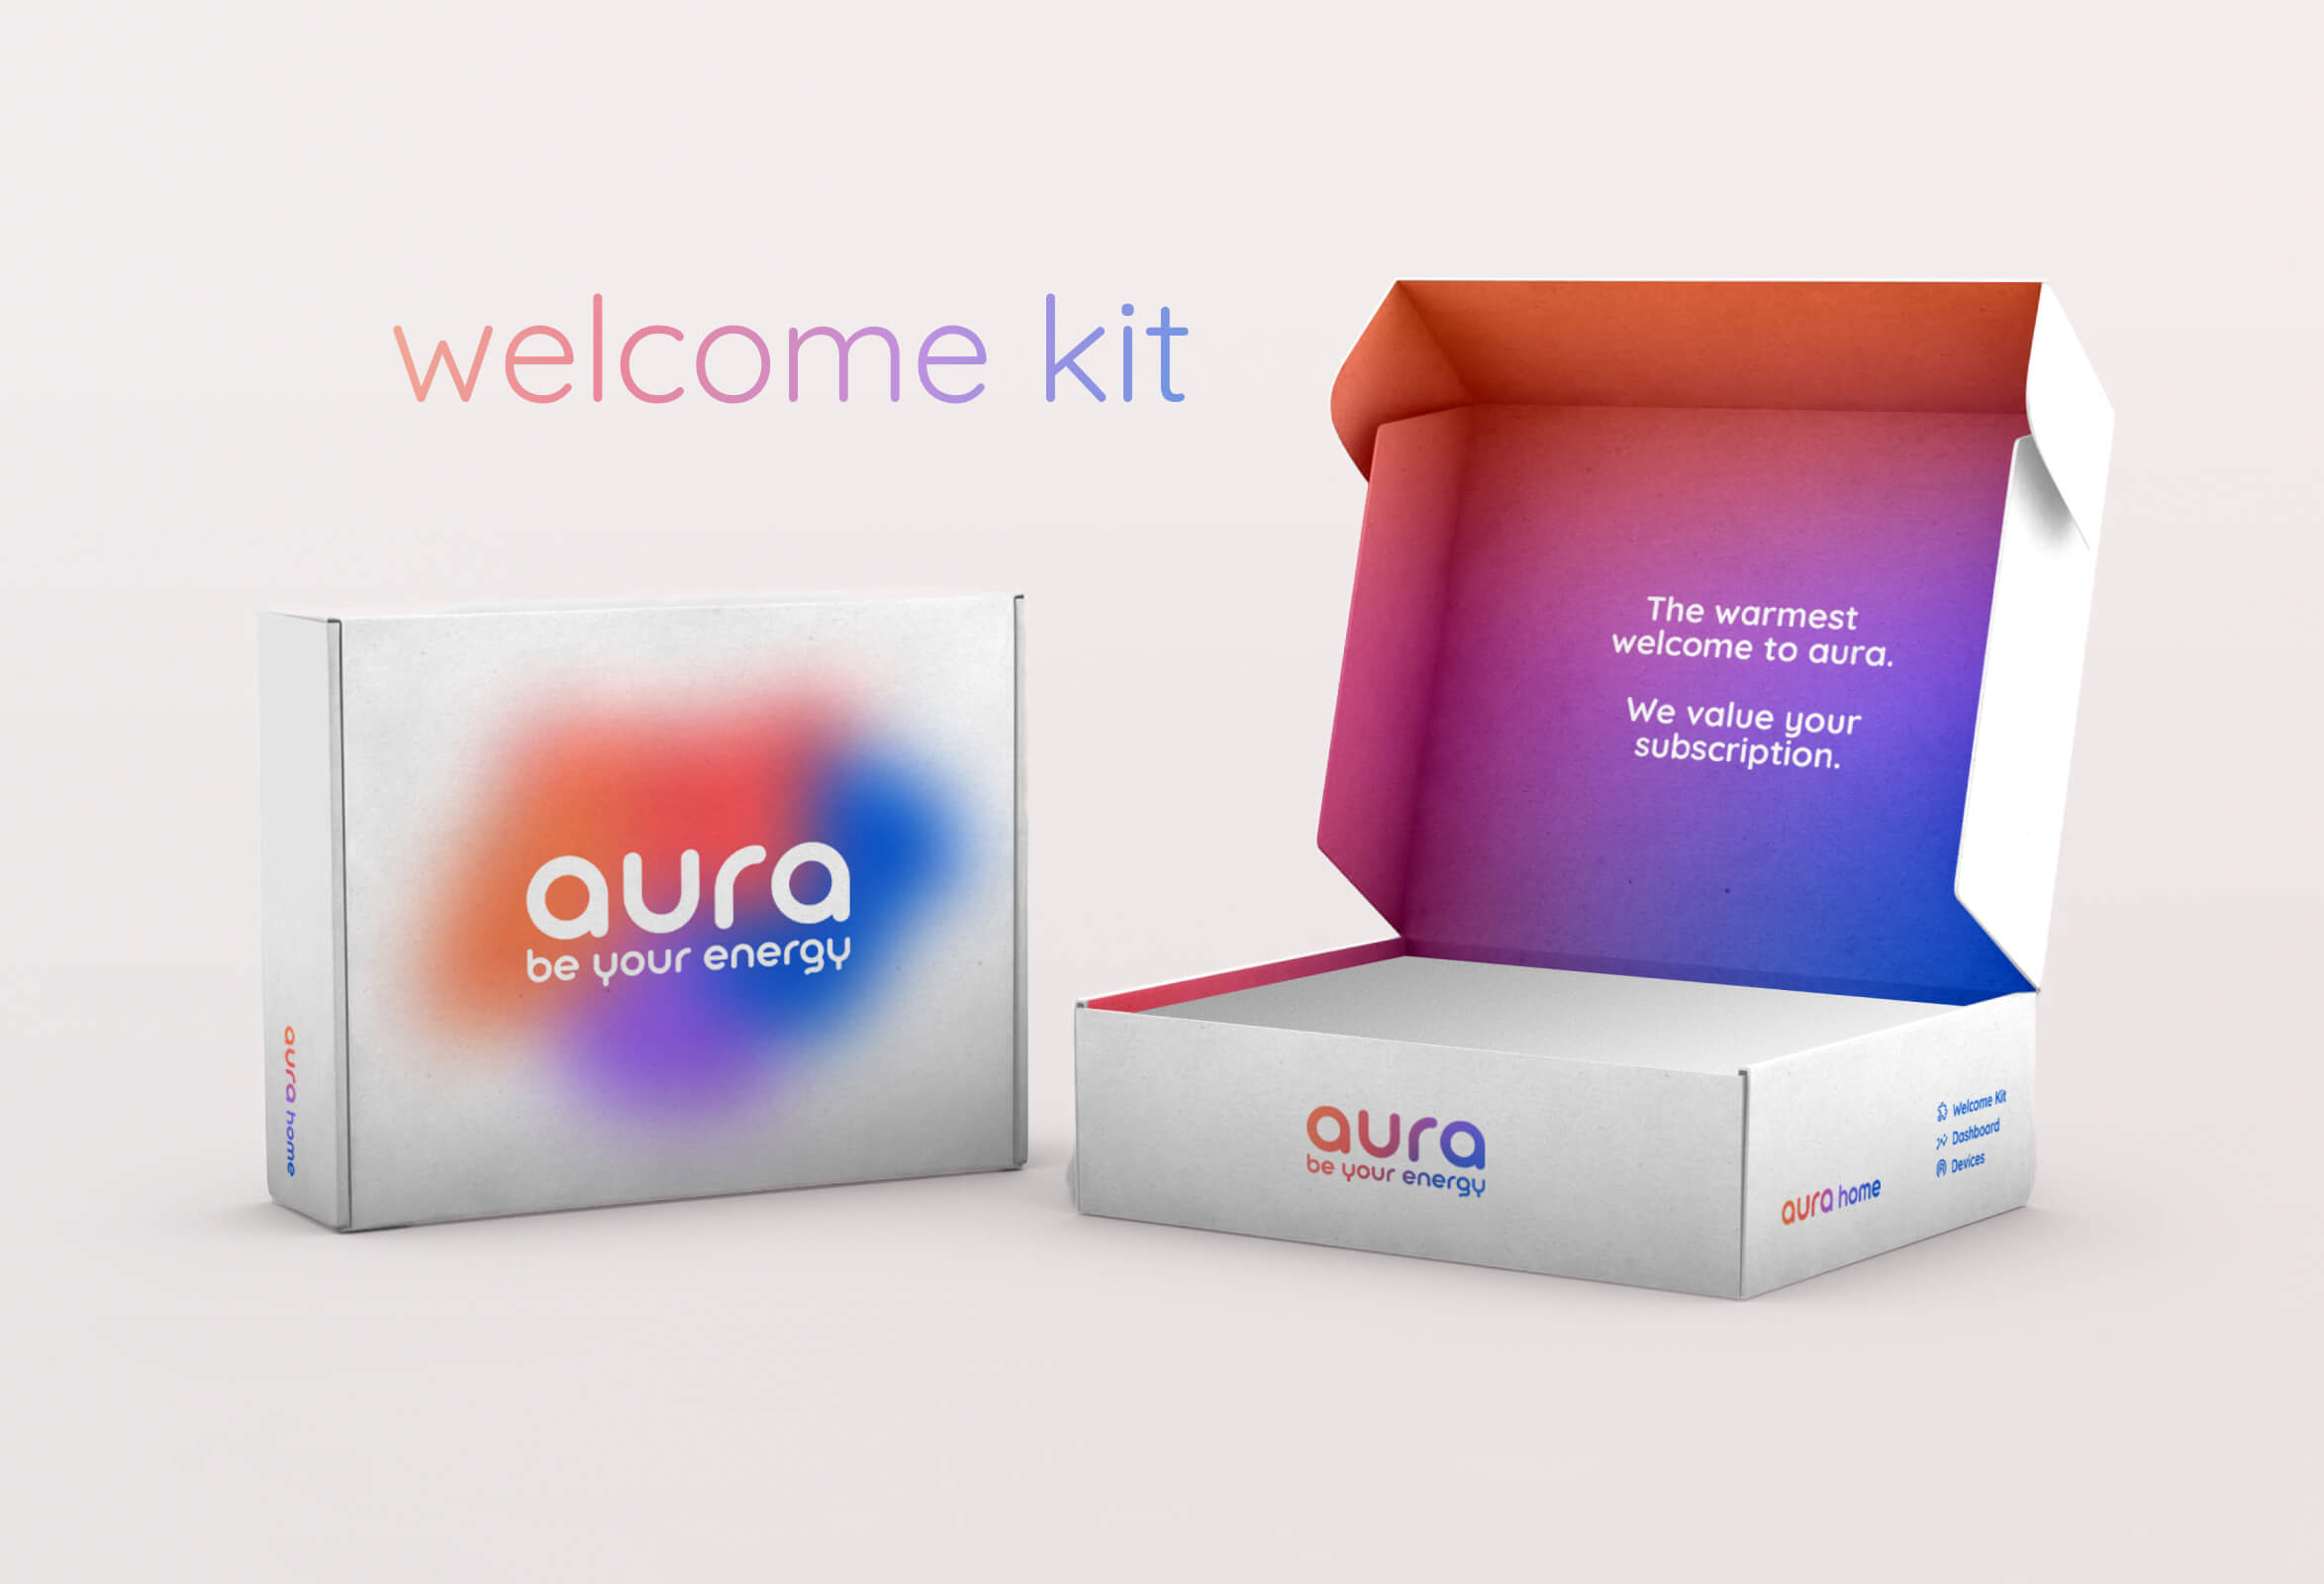 welcome kit
aura
be your energy
aura home
The warmest
welcome to aura.
We value your
subscription.
aura
be your energy
aura home
Welcome Kit
Dashboard
Devices